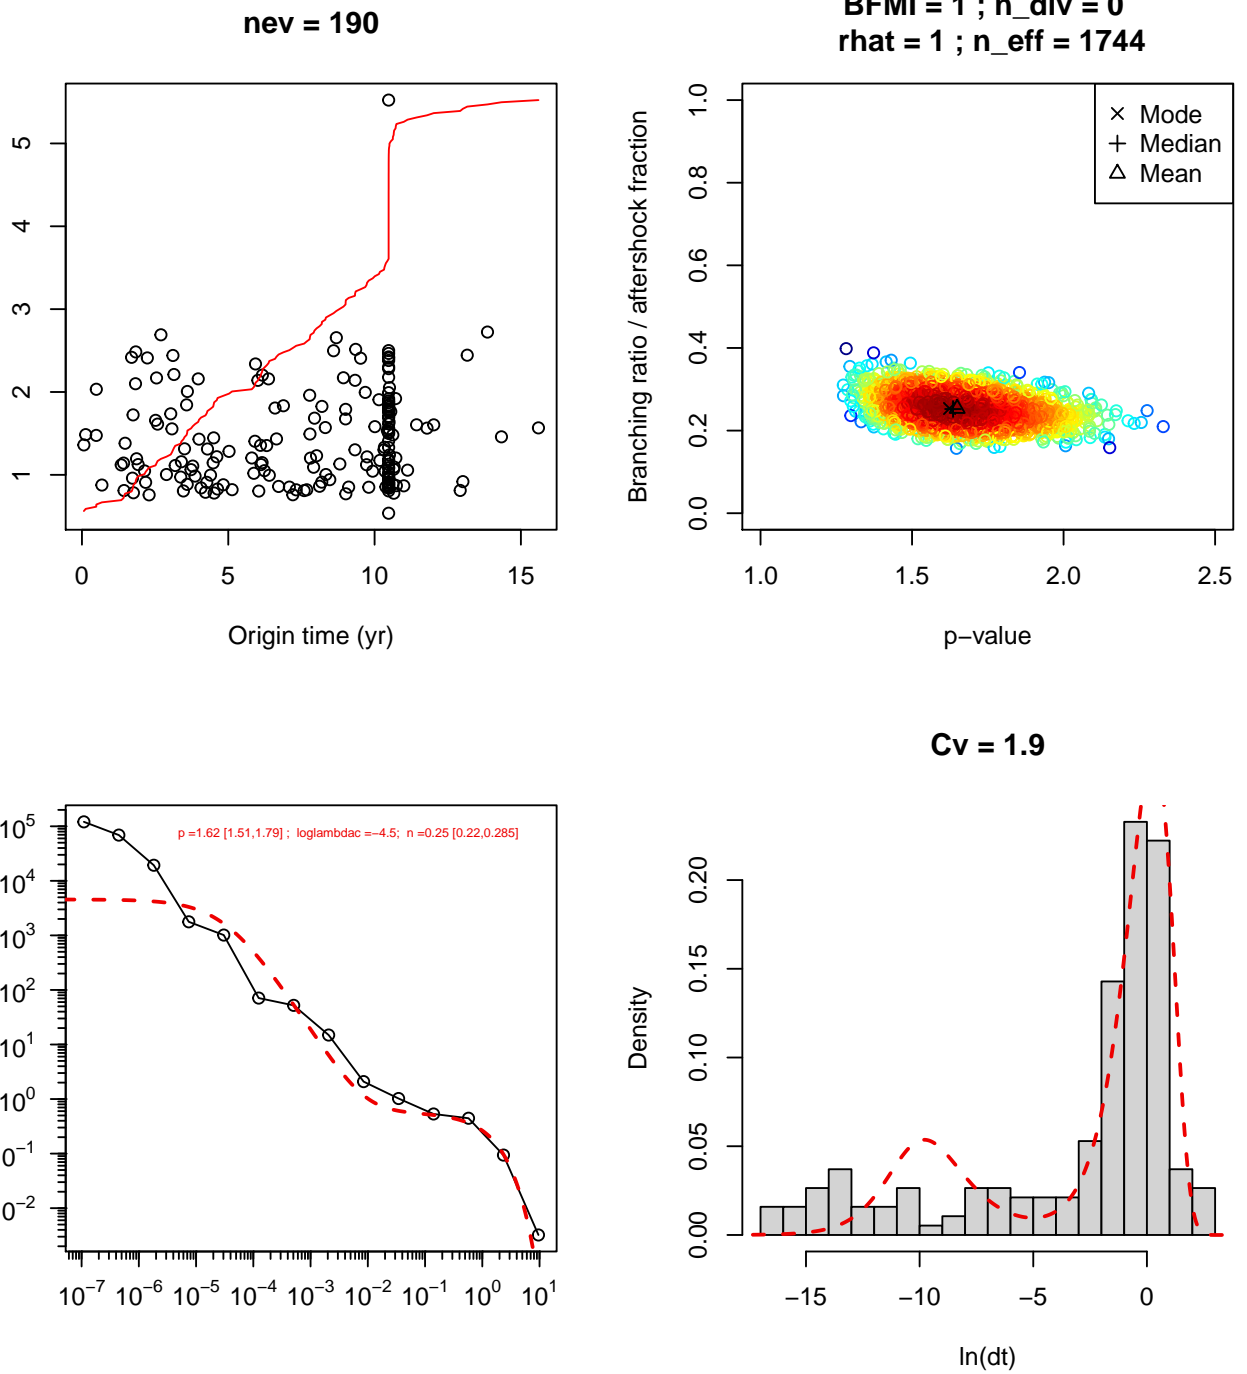 nev = 190
BFMI = 1 ; n_div = 0
rhat = 1 ; n_eff = 1744
5
4
3
2
1
0 5 10 15
Origin time (yr)
Branching ratio / aftershock fraction
1.0
0.8
0.6
0.4
0.2
0.0
Mode
Median
Mean
1.0 1.5 2.0 2.5
p−value
p =1.62 [1.51,1.79] ; loglambdac =−4.5; n =0.25 [0.22,0.285]
10^5
10^4
10^3
10^2
10^1
10^0
0^−1
0^−2
10^−7 10^−6 10^−5 10^−4 10^−3 10^−2 10^−1 10^0 10^1
Cv = 1.9
Density
0.20
0.15
0.10
0.05
0.00
−15 −10 −5 0
ln(dt)